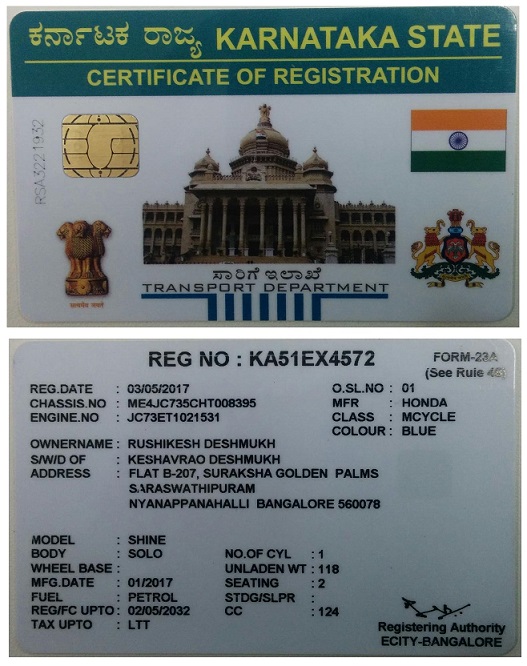 ಕರ್ನಾಟಕ ರಾಜ್ಯ KARNATAKA STATE
CERTIFICATE OF REGISTRATION
RSA3221932
सत्यमेव जयते
ಸಾರಿಗೆ ಇಲಾಖೆ
TRANSPORT DEPARTMENT
REG NO : KA51EX4572
FORM-23A
(See Rule 48)
REG.DATE : 03/05/2017 O.SL.NO : 01
CHASSIS.NO : ME4JC735CHT008395 MFR : HONDA
ENGINE.NO : JC73ET1021531 CLASS : MCYCLE
COLOUR : BLUE
OWNERNAME : RUSHIKESH DESHMUKH
S/W/D OF : KESHAVRAO DESHMUKH
ADDRESS : FLAT B-207, SURAKSHA GOLDEN PALMS
SARASWATHIPURAM
NYANAPPANAHALLI BANGALORE 560078
MODEL : SHINE
BODY : SOLO NO.OF CYL : 1
WHEEL BASE : UNLADEN WT : 118
MFG.DATE : 01/2017 SEATING : 2
FUEL : PETROL STDG/SLPR :
REG/FC UPTO : 02/05/2032 CC : 124
TAX UPTO : LTT
Registering Authority
ECITY-BANGALORE